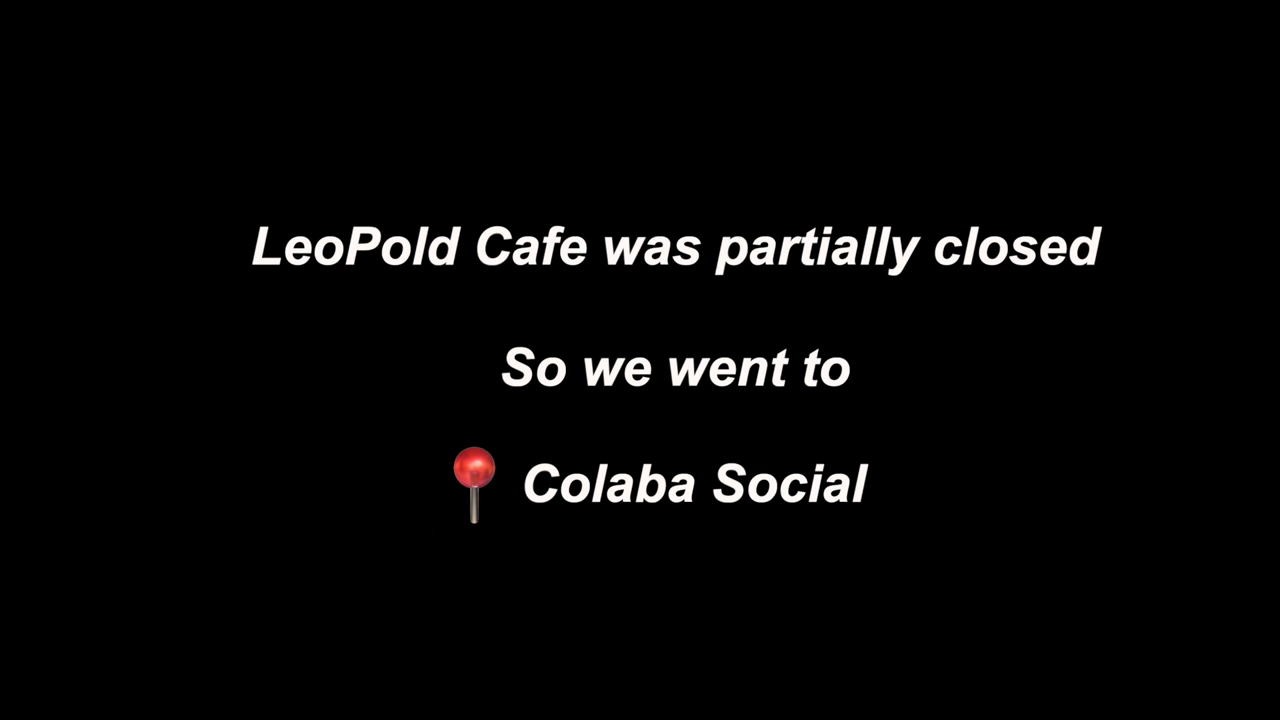 LeoPold Cafe was partially closed
So we went to
📍 Colaba Social